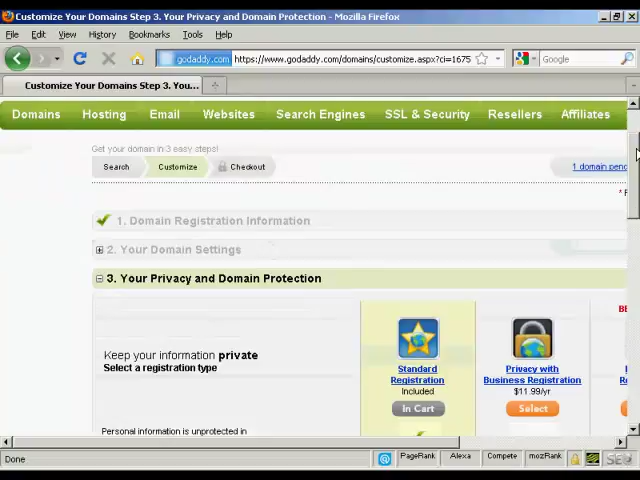 Customize Your Domains Step 3. Your Privacy and Domain Protection - Mozilla Firefox
File Edit View History Bookmarks Tools Help
godaddy.com https://www.godaddy.com/domains/customize.aspx?ci=1675 Google
Customize Your Domains Step 3. You...
Domains Hosting Email Websites Search Engines SSL & Security Resellers Affiliates
Get your domain in 3 easy steps!
Search Customize Checkout 1 domain pend
*
1. Domain Registration Information
2. Your Domain Settings
3. Your Privacy and Domain Protection
BE
Keep your information private
Select a registration type
Standard Registration
Included
In Cart
Privacy with Business Registration
$11.99/yr
Select
Personal information is unprotected in
Done PageRank Alexa Compete mozRank